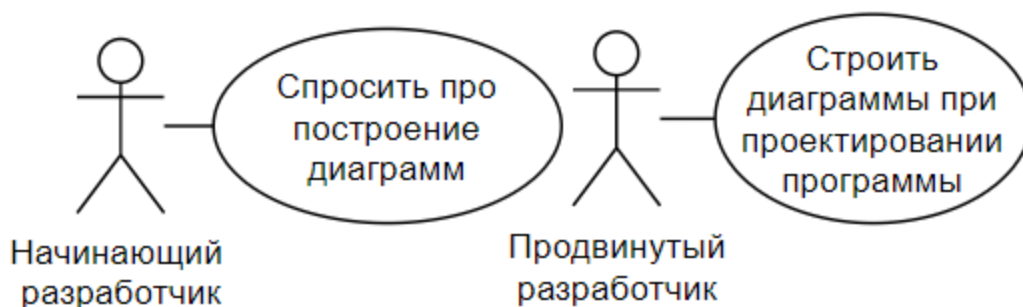 Спросить про
построение
диаграмм
Начинающий
разработчик
Строить
диаграммы при
проектировании
программы
Продвинутый
разработчик